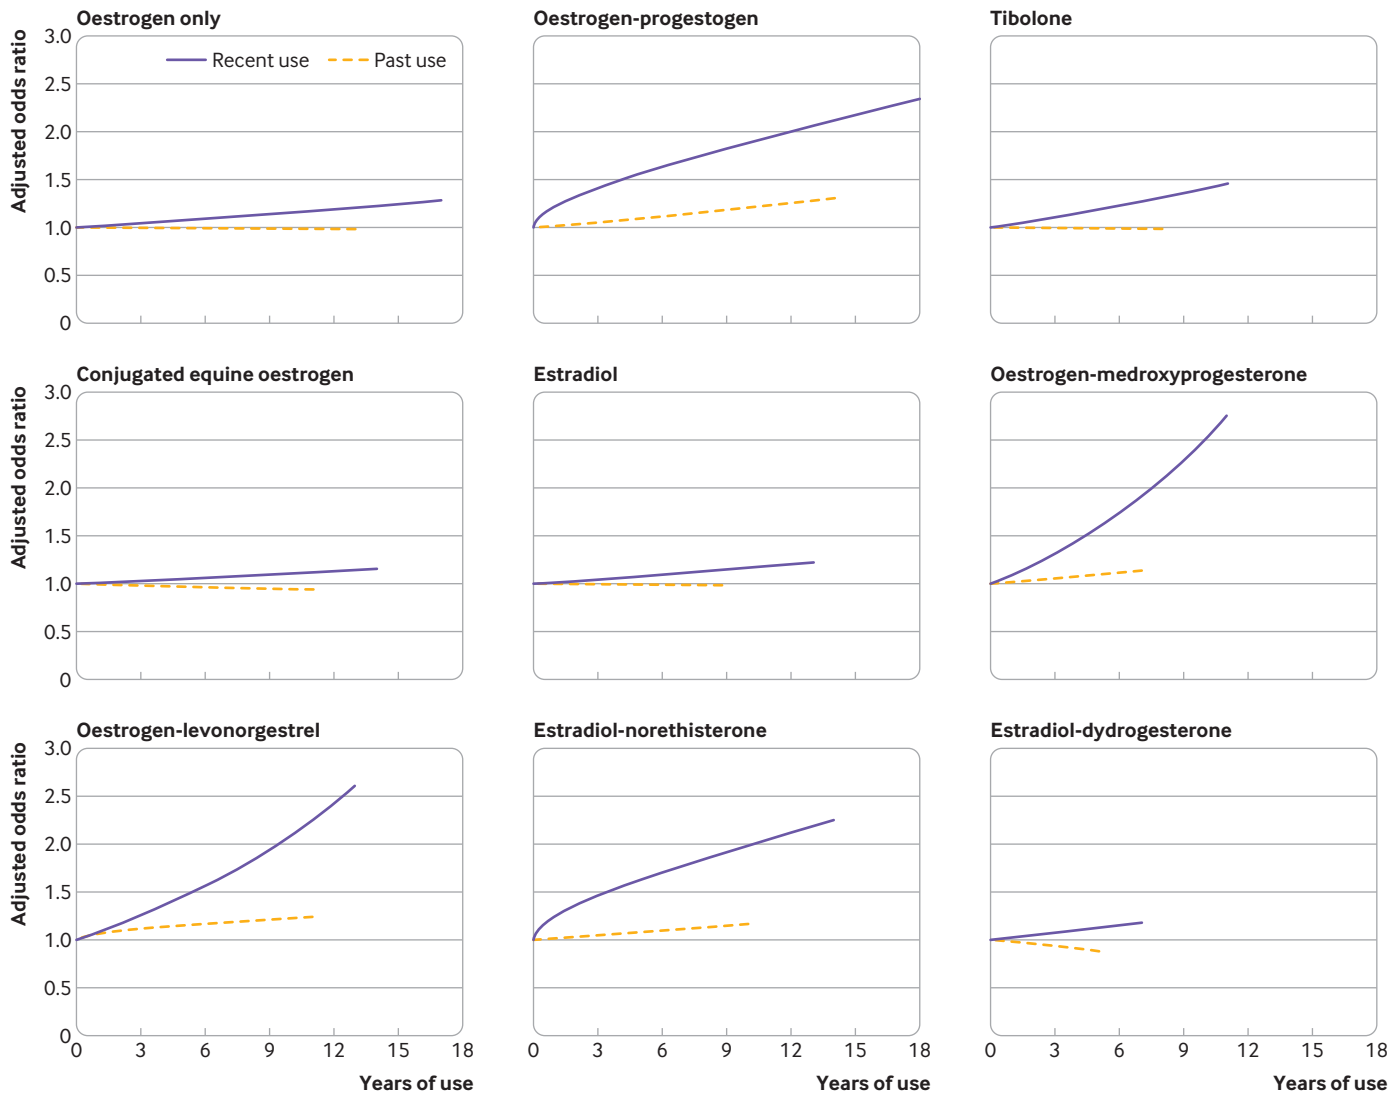 Oestrogen only
Oestrogen-progestogen
Tibolone
Adjusted odds ratio
3.0
2.5
2.0
1.5
1.0
0.5
0
Recent use
Past use
Conjugated equine oestrogen
Estradiol
Oestrogen-medroxyprogesterone
Adjusted odds ratio
3.0
2.5
2.0
1.5
1.0
0.5
0
Oestrogen-levonorgestrel
Estradiol-norethisterone
Estradiol-dydrogesterone
Adjusted odds ratio
3.0
2.5
2.0
1.5
1.0
0.5
0
0 3 6 9 12 15 18
0 3 6 9 12 15 18
0 3 6 9 12 15 18
Years of use
Years of use
Years of use